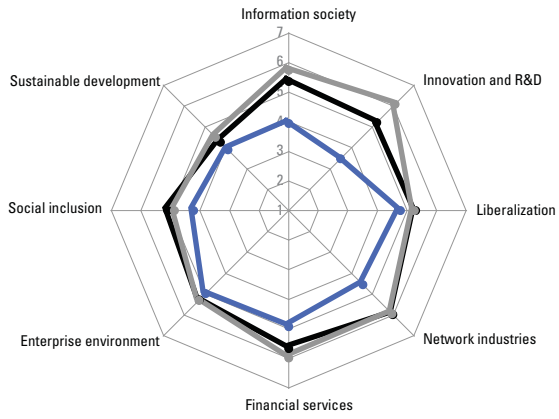 Information society
7
6
Sustainable development
Innovation and R&D
5
4
3
2
Social inclusion
1
Liberalization
Enterprise environment
Network industries
Financial services